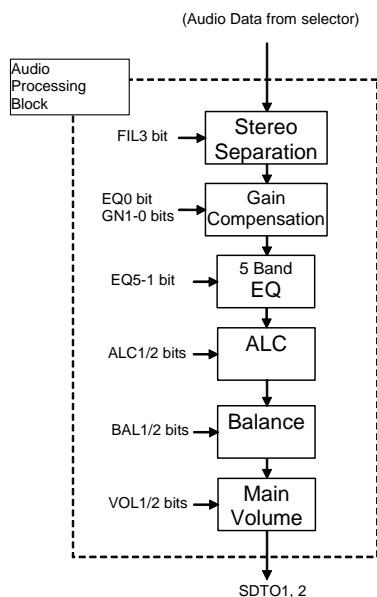 (Audio Data from selector)
Audio
Processing
Block
FIL3 bit
Stereo
Separation
EQ0 bit
GN1-0 bits
Gain
Compensation
EQ5-1 bit
5 Band
EQ
ALC1/2 bits
ALC
BAL1/2 bits
Balance
VOL1/2 bits
Main
Volume
SDTO1, 2